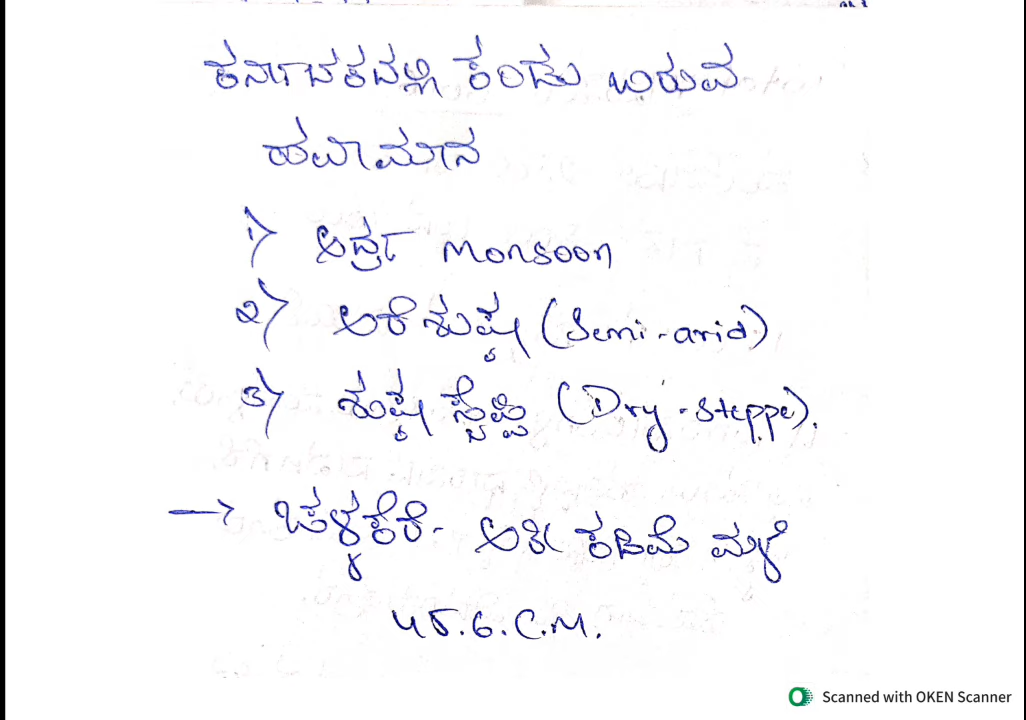 ಕರ್ನಾಟಕದಲ್ಲಿ ಕಂಡು ಬರುವ
ಹವಾಮಾನ
1) ಆರ್ದ್ರ monsoon
2) ಅರೆ ಶುಷ್ಕ (Semi-arid)
3) ಶುಷ್ಕ ಸ್ಟೆಪ್ಪಿ (Dry-steppe).
→ ಚಳ್ಳಕೆರೆ- ಅತೀ ಕಡಿಮೆ ಮಳೆ
45.6.C.M.
Scanned with OKEN Scanner